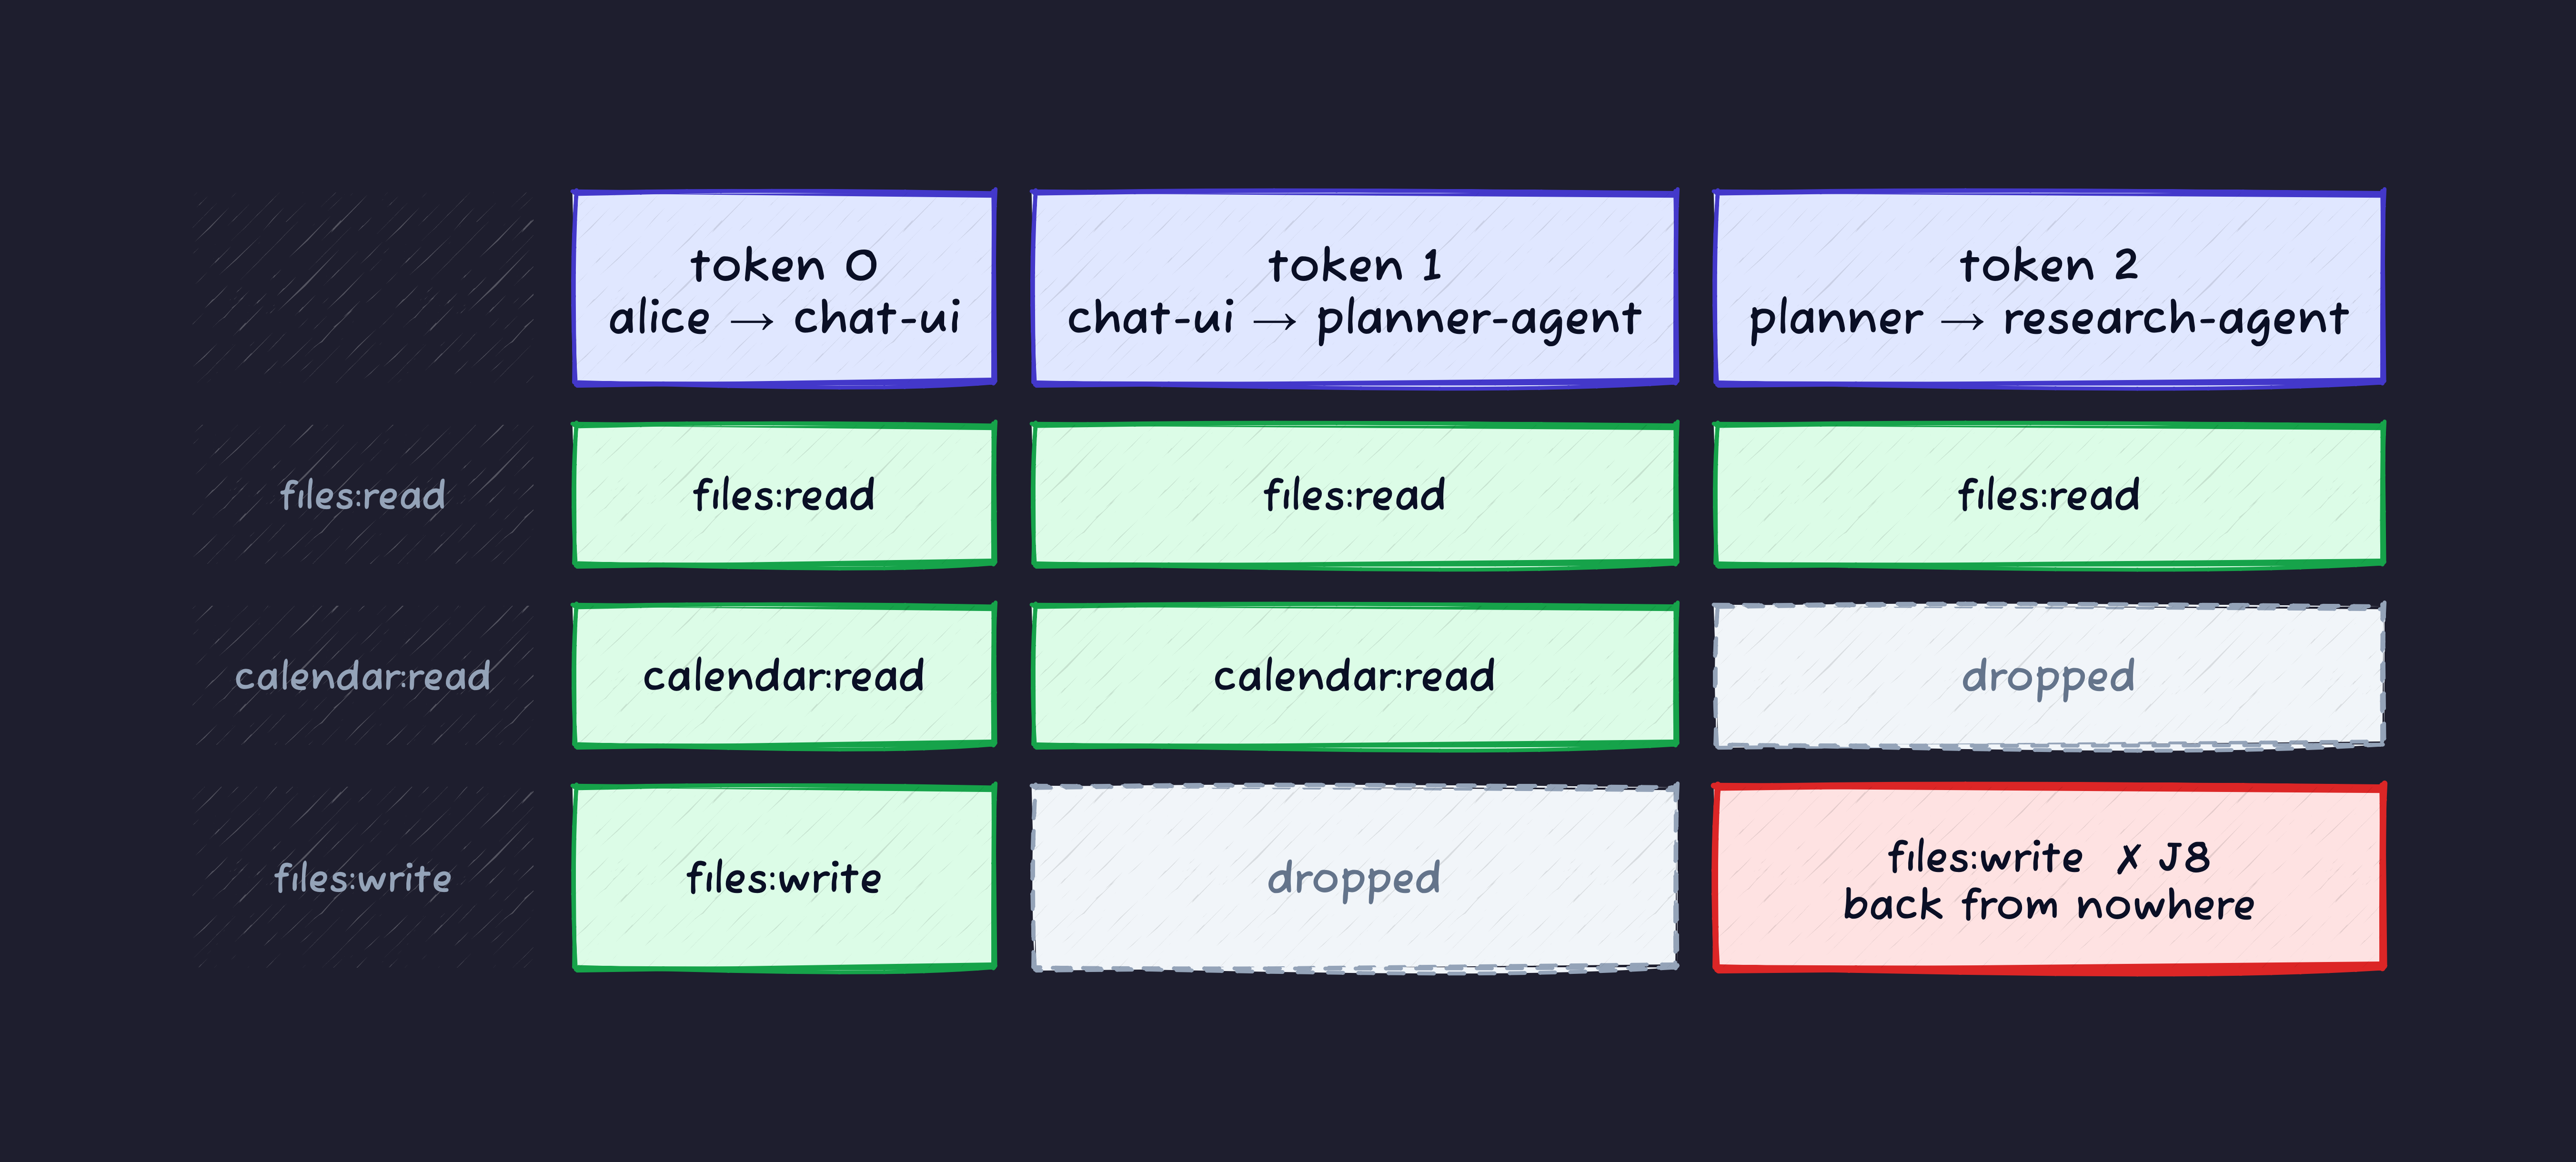 token 0
alice → chat-ui
token 1
chat-ui → planner-agent
token 2
planner → research-agent
files:read
files:read
files:read
files:read
calendar:read
calendar:read
calendar:read
dropped
files:write
files:write
dropped
files:write ✗ J8
back from nowhere